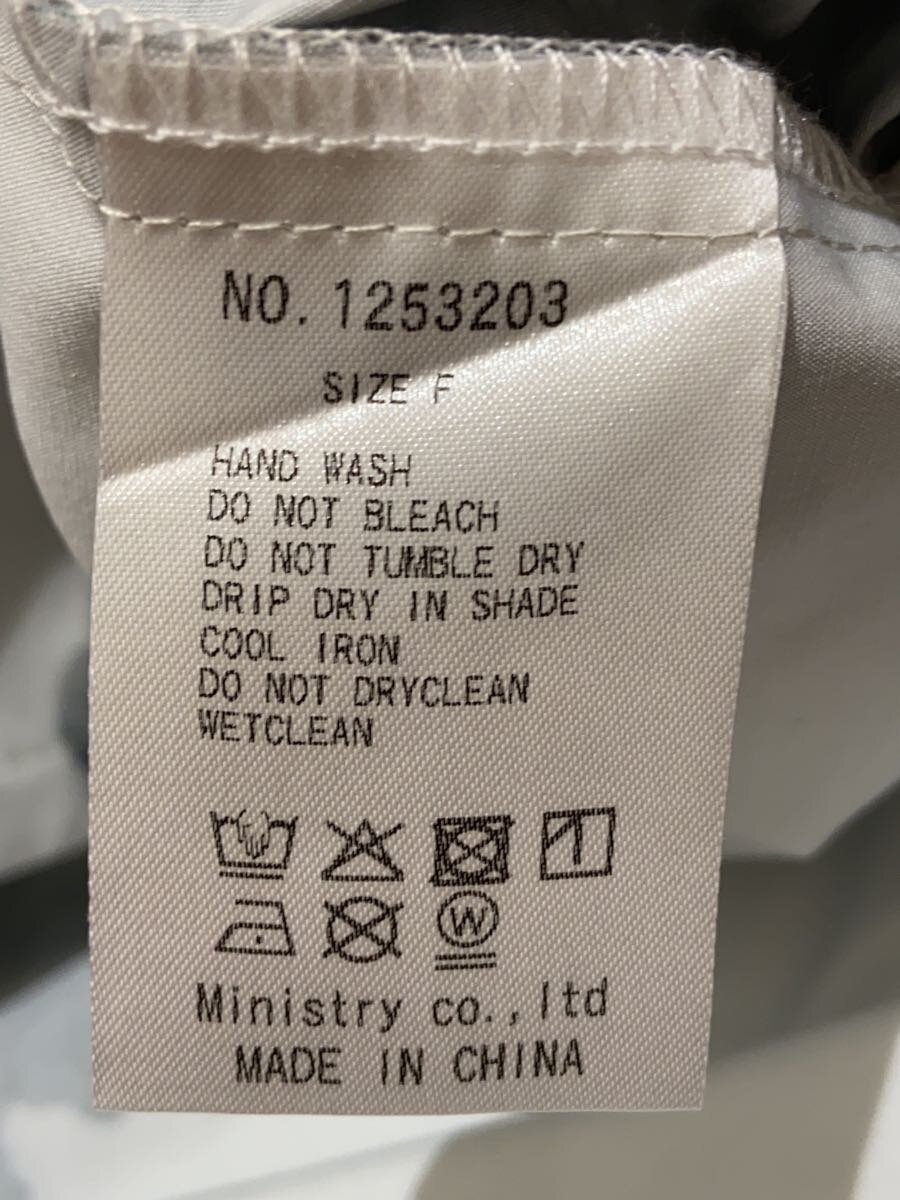 NO. 1253203
SIZE F
HAND WASH
DO NOT BLEACH
DO NOT TUMBLE DRY
DRIP DRY IN SHADE
COOL IRON
DO NOT DRYCLEAN
WETCLEAN
W
Ministry co.,ltd
MADE IN CHINA